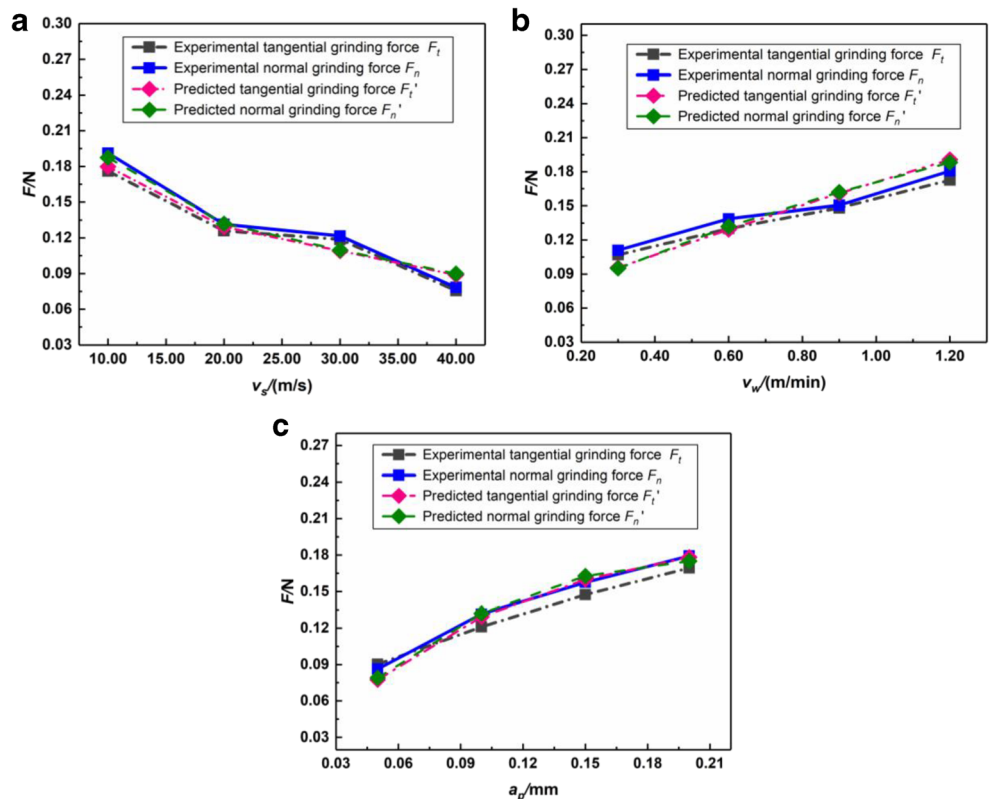 a
0.30
0.27
0.24
0.21
0.18
0.15
0.12
0.09
0.06
0.03
F/N
Experimental tangential grinding force Ft
Experimental normal grinding force Fn
Predicted tangential grinding force Ft'
Predicted normal grinding force Fn'
10.00 15.00 20.00 25.00 30.00 35.00 40.00
vs/(m/s)
b
0.30
0.27
0.24
0.21
0.18
0.15
0.12
0.09
0.06
0.03
F/N
Experimental tangential grinding force Ft
Experimental normal grinding force Fn
Predicted tangential grinding force Ft'
Predicted normal grinding force Fn'
0.20 0.40 0.60 0.80 1.00 1.20
vw/(m/min)
c
0.27
0.24
0.21
0.18
0.15
0.12
0.09
0.06
0.03
F/N
Experimental tangential grinding force Ft
Experimental normal grinding force Fn
Predicted tangential grinding force Ft'
Predicted normal grinding force Fn'
0.03 0.06 0.09 0.12 0.15 0.18 0.21
ap/mm